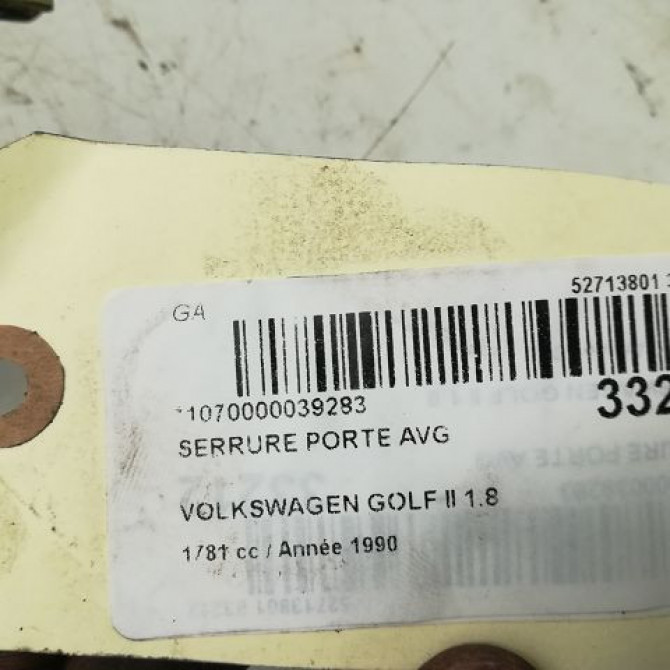 GA
52713801
*1070000039283
332
SERRURE PORTE AVG
VOLKSWAGEN GOLF II 1.8
1781 cc / Année 1990